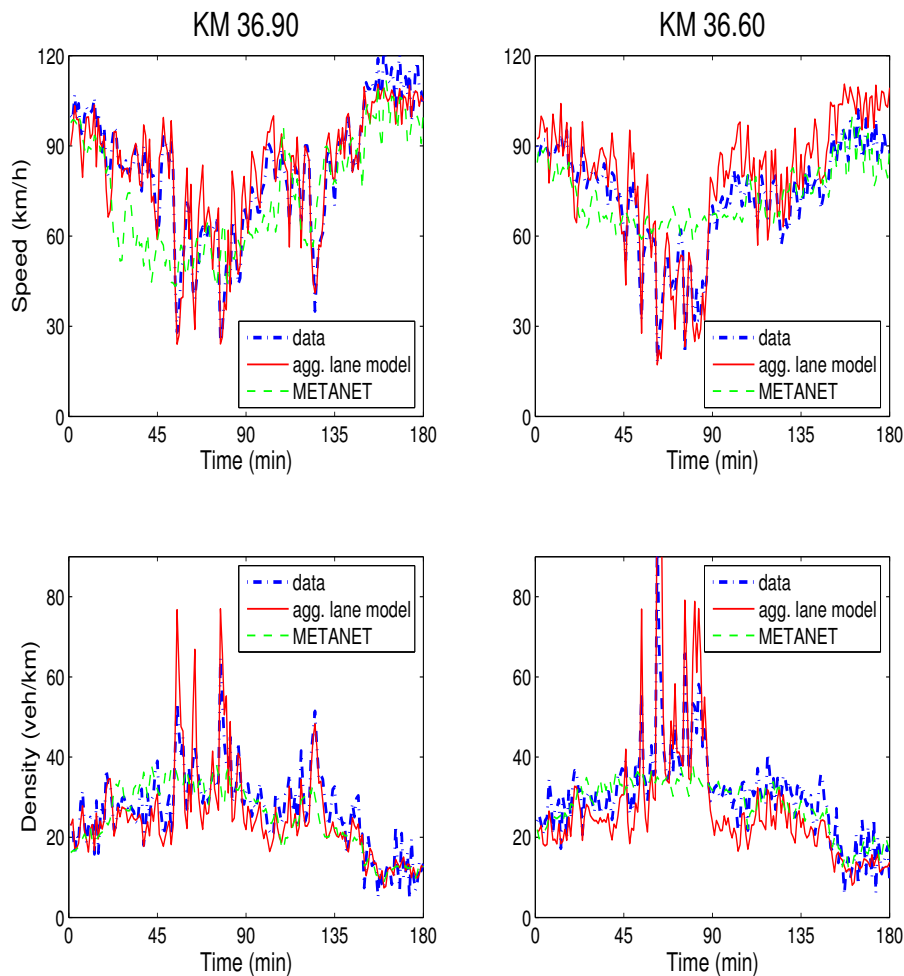 KM 36.90
120
90
60
30
0
Speed (km/h)
data
agg. lane model
METANET
0 45 90 135 180
Time (min)
KM 36.60
120
90
60
30
0
data
agg. lane model
METANET
0 45 90 135 180
Time (min)
80
60
40
20
0
Density (veh/km)
data
agg. lane model
METANET
0 45 90 135 180
Time (min)
80
60
40
20
0
data
agg. lane model
METANET
0 45 90 135 180
Time (min)